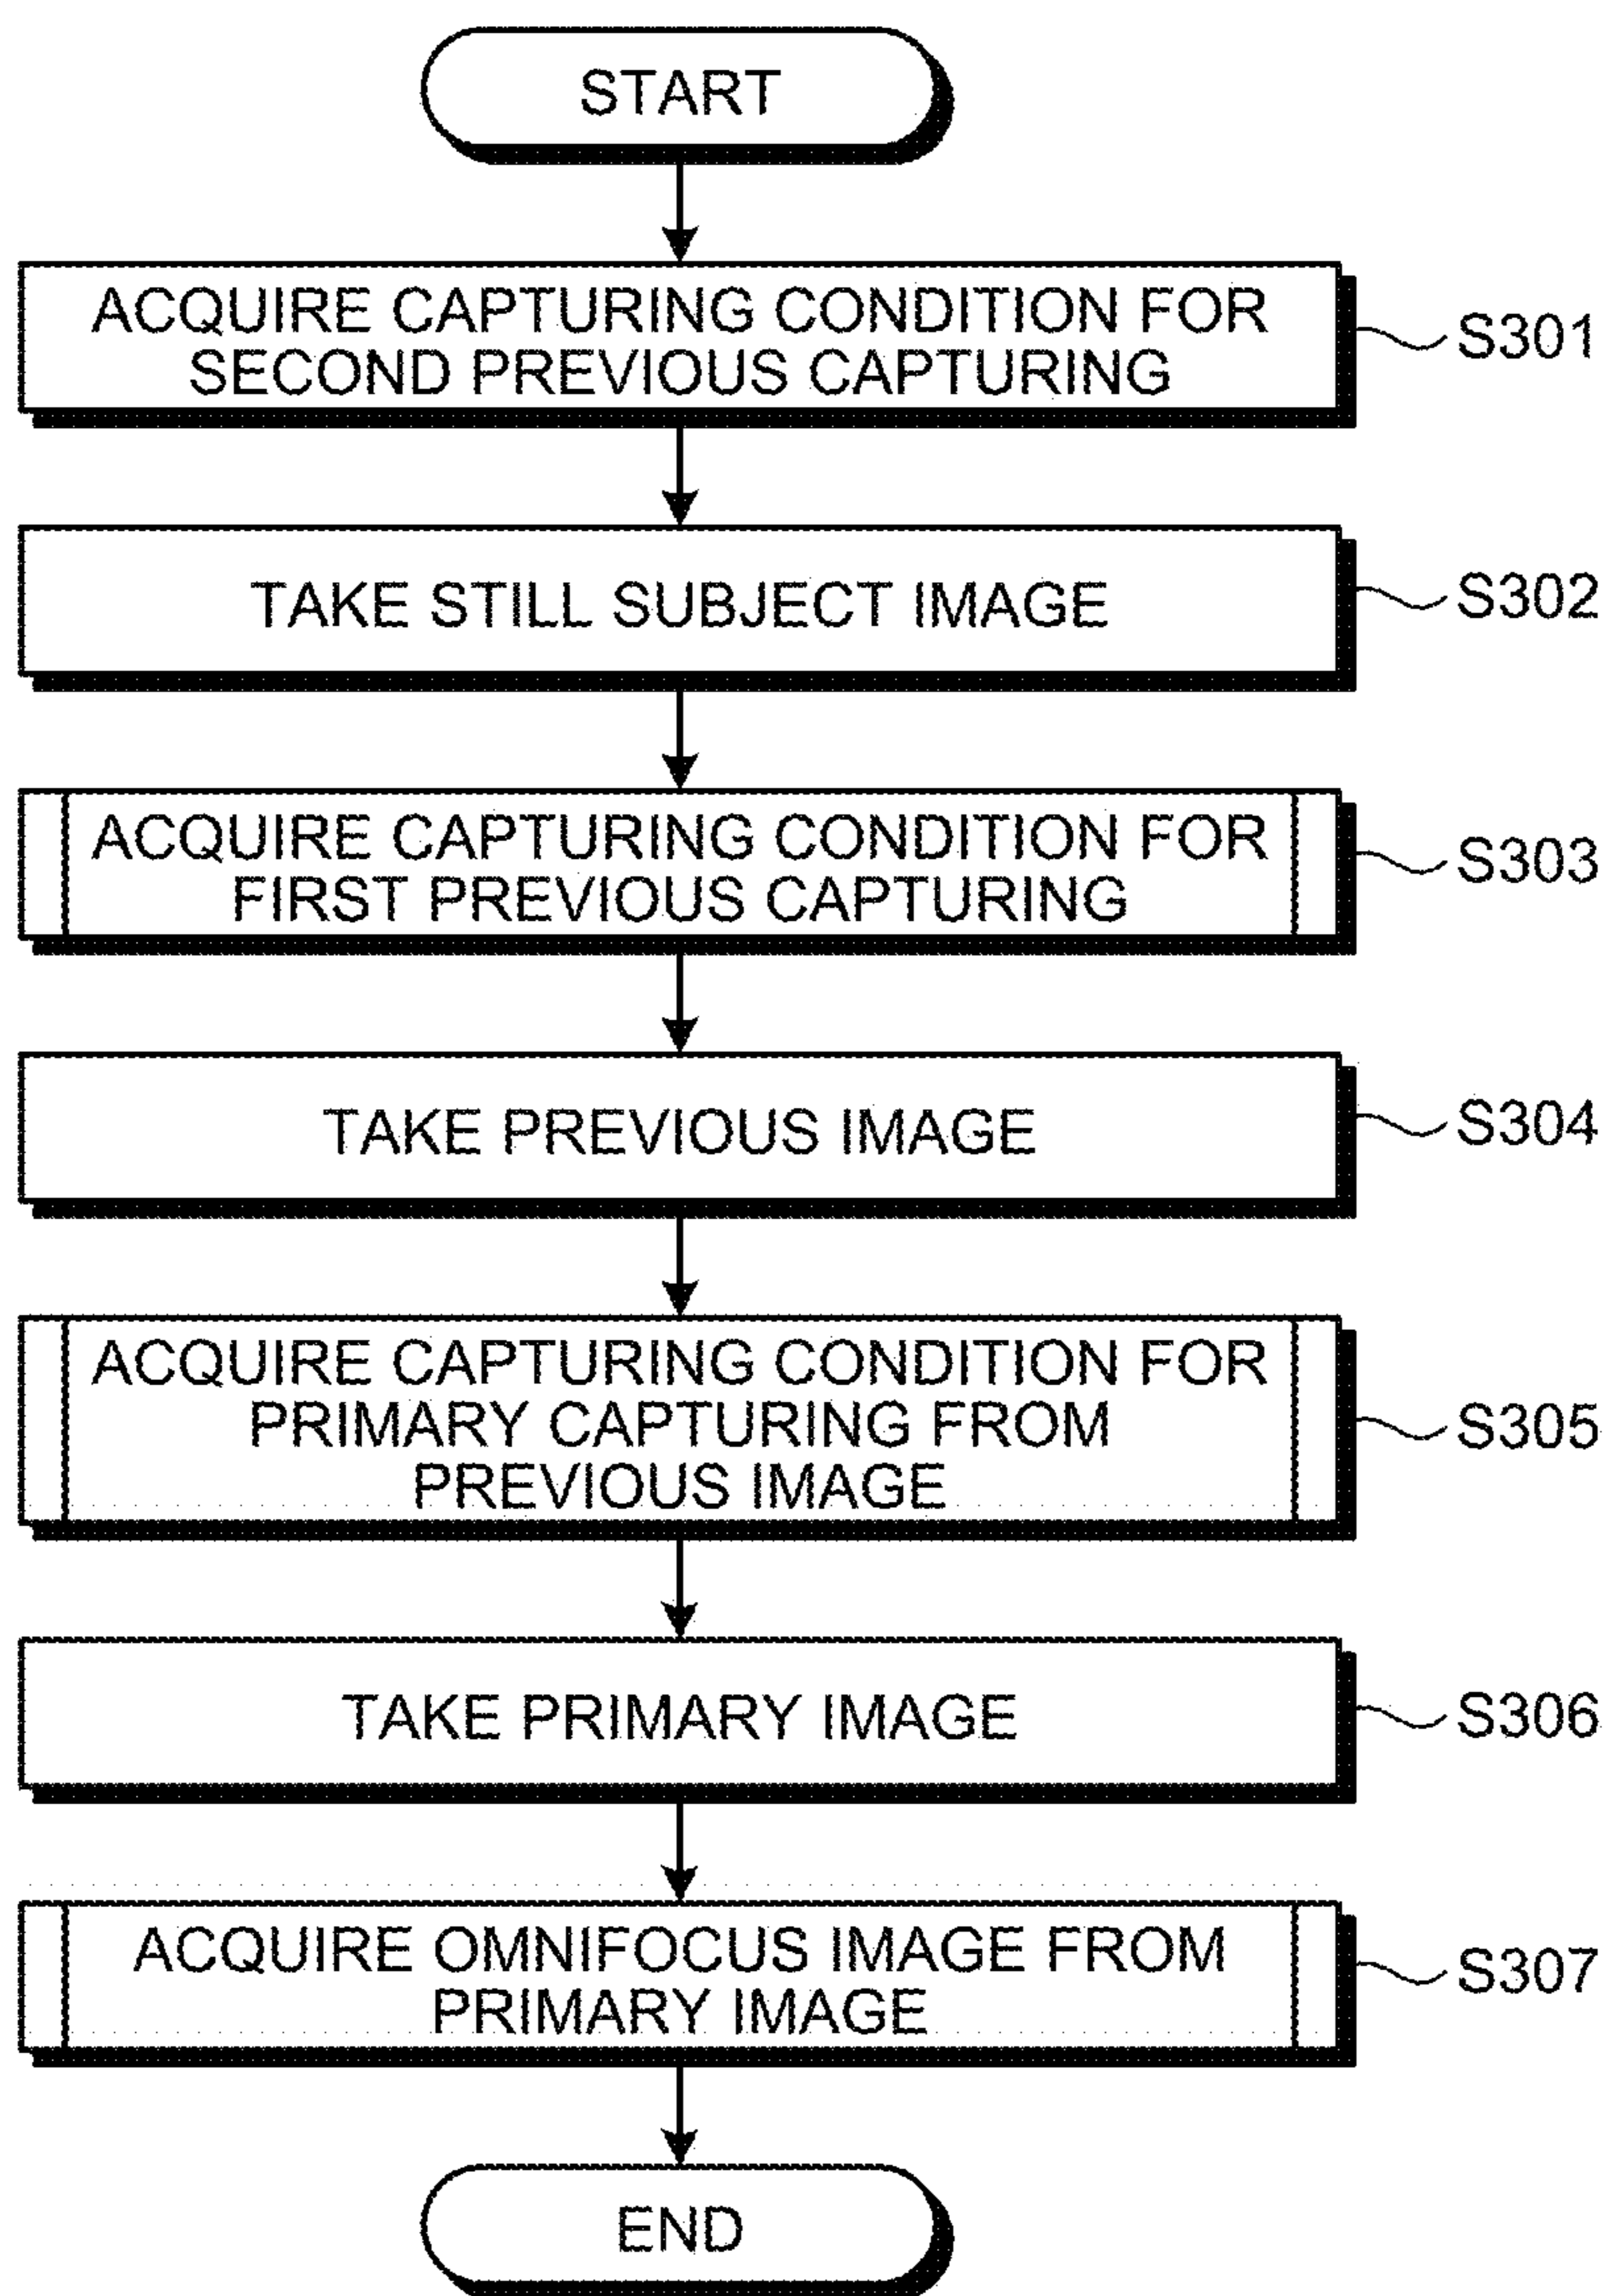 START
ACQUIRE CAPTURING CONDITION FOR
SECOND PREVIOUS CAPTURING
S301
TAKE STILL SUBJECT IMAGE
S302
ACQUIRE CAPTURING CONDITION FOR
FIRST PREVIOUS CAPTURING
S303
TAKE PREVIOUS IMAGE
S304
ACQUIRE CAPTURING CONDITION FOR
PRIMARY CAPTURING FROM
PREVIOUS IMAGE
S305
TAKE PRIMARY IMAGE
S306
ACQUIRE OMNIFOCUS IMAGE FROM
PRIMARY IMAGE
S307
END